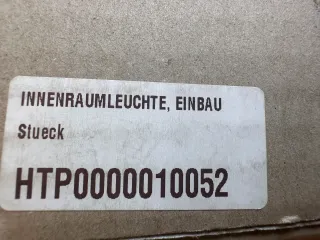 INNENRAUMLEUCHTE, EINBAU
Stueck
HTP0000010052